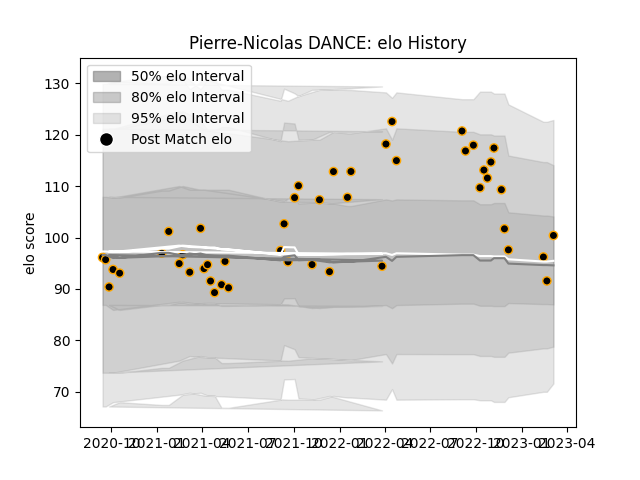 Pierre-Nicolas DANCE: elo History
50% elo Interval
80% elo Interval
95% elo Interval
Post Match elo
elo score
130
120
110
100
90
80
70
2020-10 2021-01 2021-04 2021-07 2021-10 2022-01 2022-04 2022-07 2022-10 2023-01 2023-04